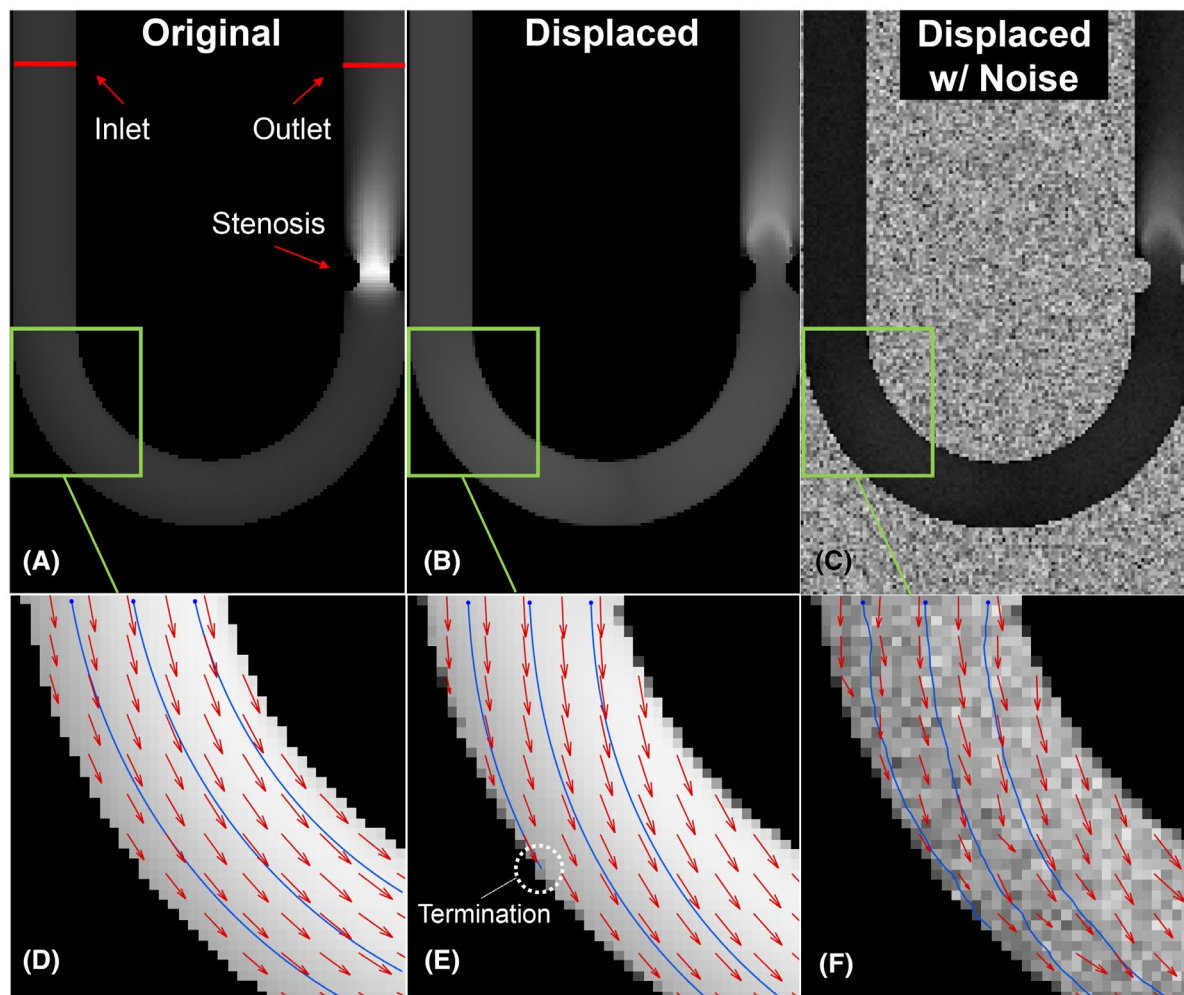 Original
Displaced
Displaced
w/ Noise
Inlet
Outlet
Stenosis
(A)
(B)
(C)
Termination
(D)
(E)
(F)